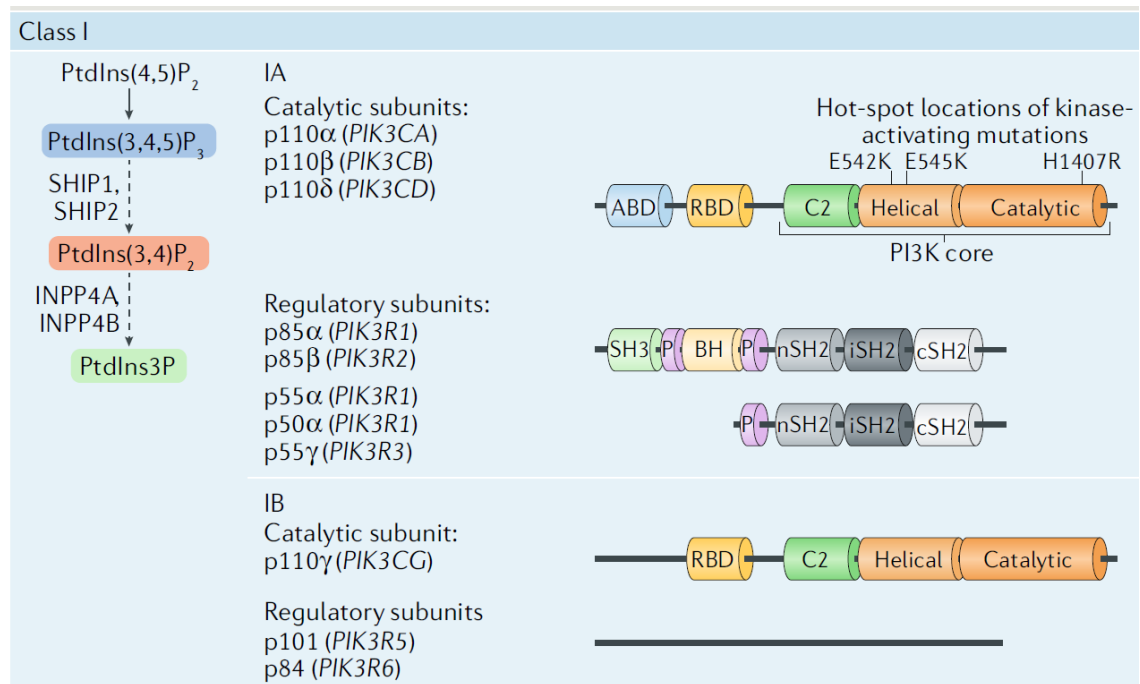 Class I
PtdIns(4,5)P2
PtdIns(3,4,5)P3
SHIP1,
SHIP2
PtdIns(3,4)P2
INPP4A,
INPP4B
PtdIns3P
IA
Catalytic subunits:
p110α (PIK3CA)
p110β (PIK3CB)
p110δ (PIK3CD)
Hot-spot locations of kinase-
activating mutations
E542K E545K H1407R
ABD RBD C2 Helical Catalytic
PI3K core
Regulatory subunits:
p85α (PIK3R1)
p85β (PIK3R2)
SH3 P BH P nSH2 iSH2 cSH2
p55α (PIK3R1)
p50α (PIK3R1)
p55γ (PIK3R3)
P nSH2 iSH2 cSH2
IB
Catalytic subunit:
p110γ (PIK3CG)
RBD C2 Helical Catalytic
Regulatory subunits
p101 (PIK3R5)
p84 (PIK3R6)